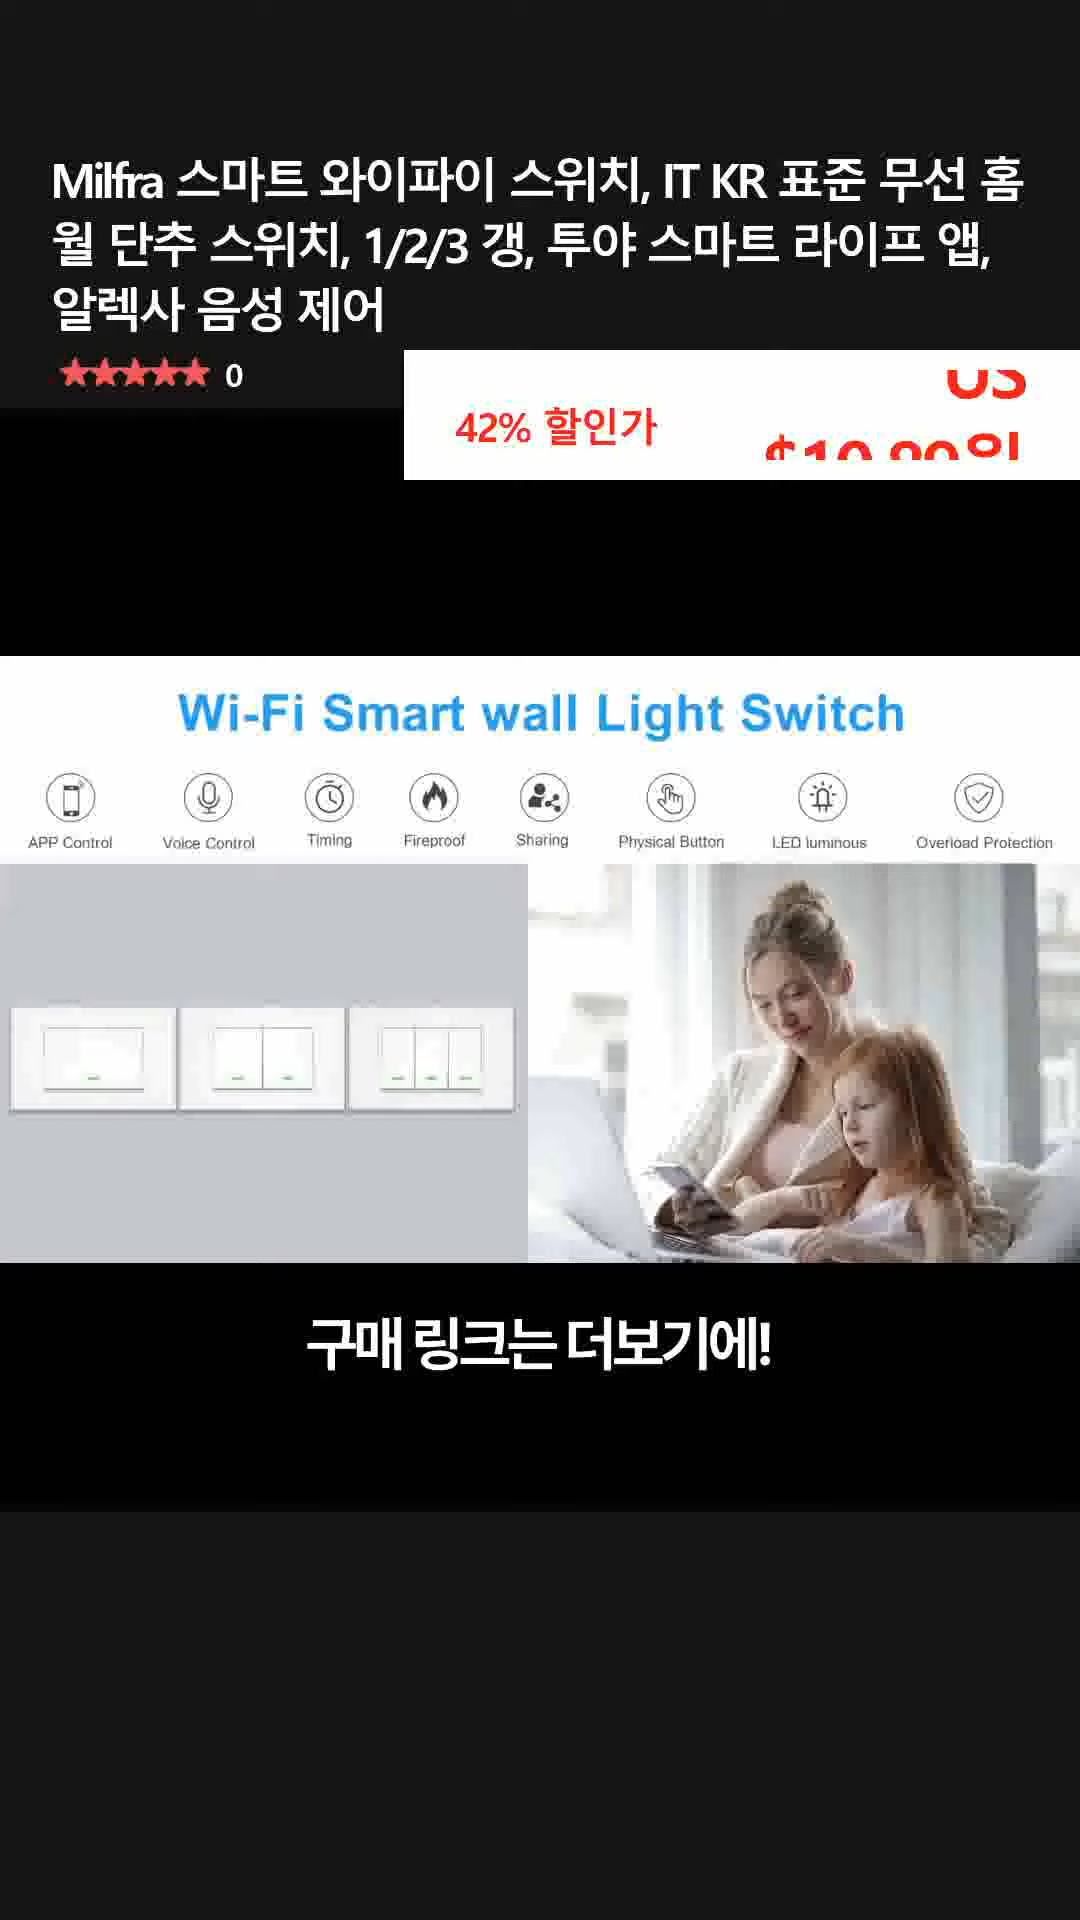 Milfra 스마트 와이파이 스위치, IT KR 표준 무선 홈
월 단추 스위치, 1/2/3 갱, 투야 스마트 라이프 앱,
알렉사 음성 제어
0
42% 할인가
US
Wi-Fi Smart wall Light Switch
APP Control
Voice Control
Timing
Fireproof
Sharing
Physical Button
LED luminous
Overload Protection
구매 링크는 더보기에!